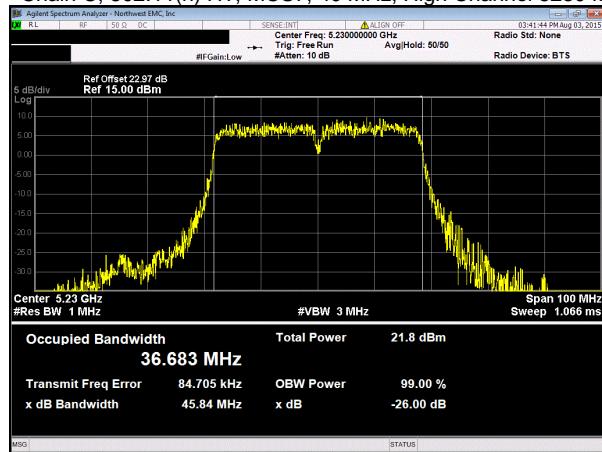 Agilent Spectrum Analyzer - Northwest EMC, Inc
RL RF 50 Ω DC SENSE:INT ALIGN OFF 03:41:44 PM Aug 03, 2015
Center Freq: 5.230000000 GHz Radio Std: None
Trig: Free Run Avg|Hold: 50/50
#IFGain:Low #Atten: 10 dB Radio Device: BTS
Ref Offset 22.97 dB
5 dB/div Ref 15.00 dBm
Log
10.0
5.00
0.00
-5.00
-10.0
-15.0
-20.0
-25.0
-30.0
Center 5.23 GHz Span 100 MHz
#Res BW 1 MHz #VBW 3 MHz Sweep 1.066 ms
Occupied Bandwidth Total Power 21.8 dBm
36.683 MHz
Transmit Freq Error 84.705 kHz OBW Power 99.00 %
x dB Bandwidth 45.84 MHz x dB -26.00 dB
MSG STATUS